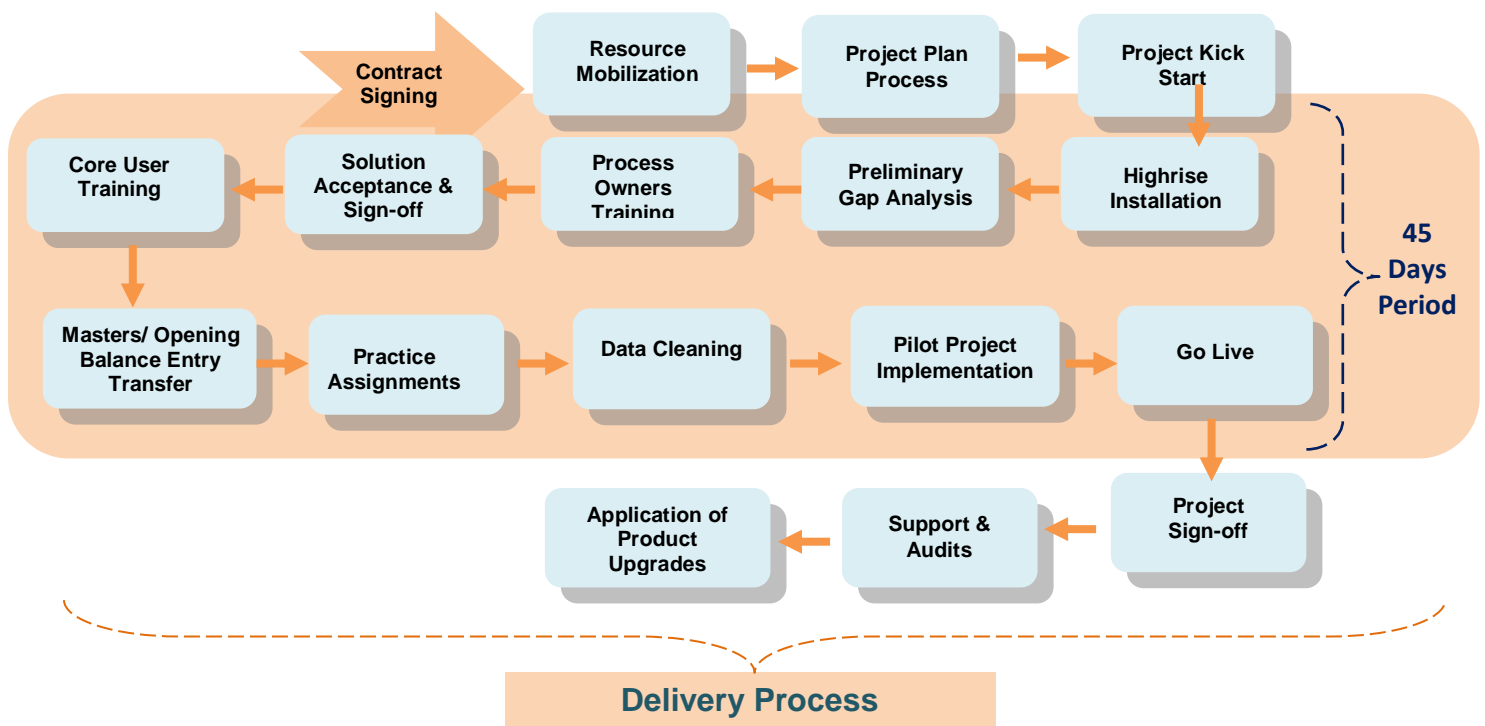 Contract
Signing
Resource
Mobilization
Project Plan
Process
Project Kick
Start
Highrise
Installation
Preliminary
Gap Analysis
Process
Owners
Training
Solution
Acceptance &
Sign-off
Core User
Training
45
Days
Period
Masters/ Opening
Balance Entry
Transfer
Practice
Assignments
Data Cleaning
Pilot Project
Implementation
Go Live
Project
Sign-off
Support &
Audits
Application of
Product
Upgrades
Delivery Process